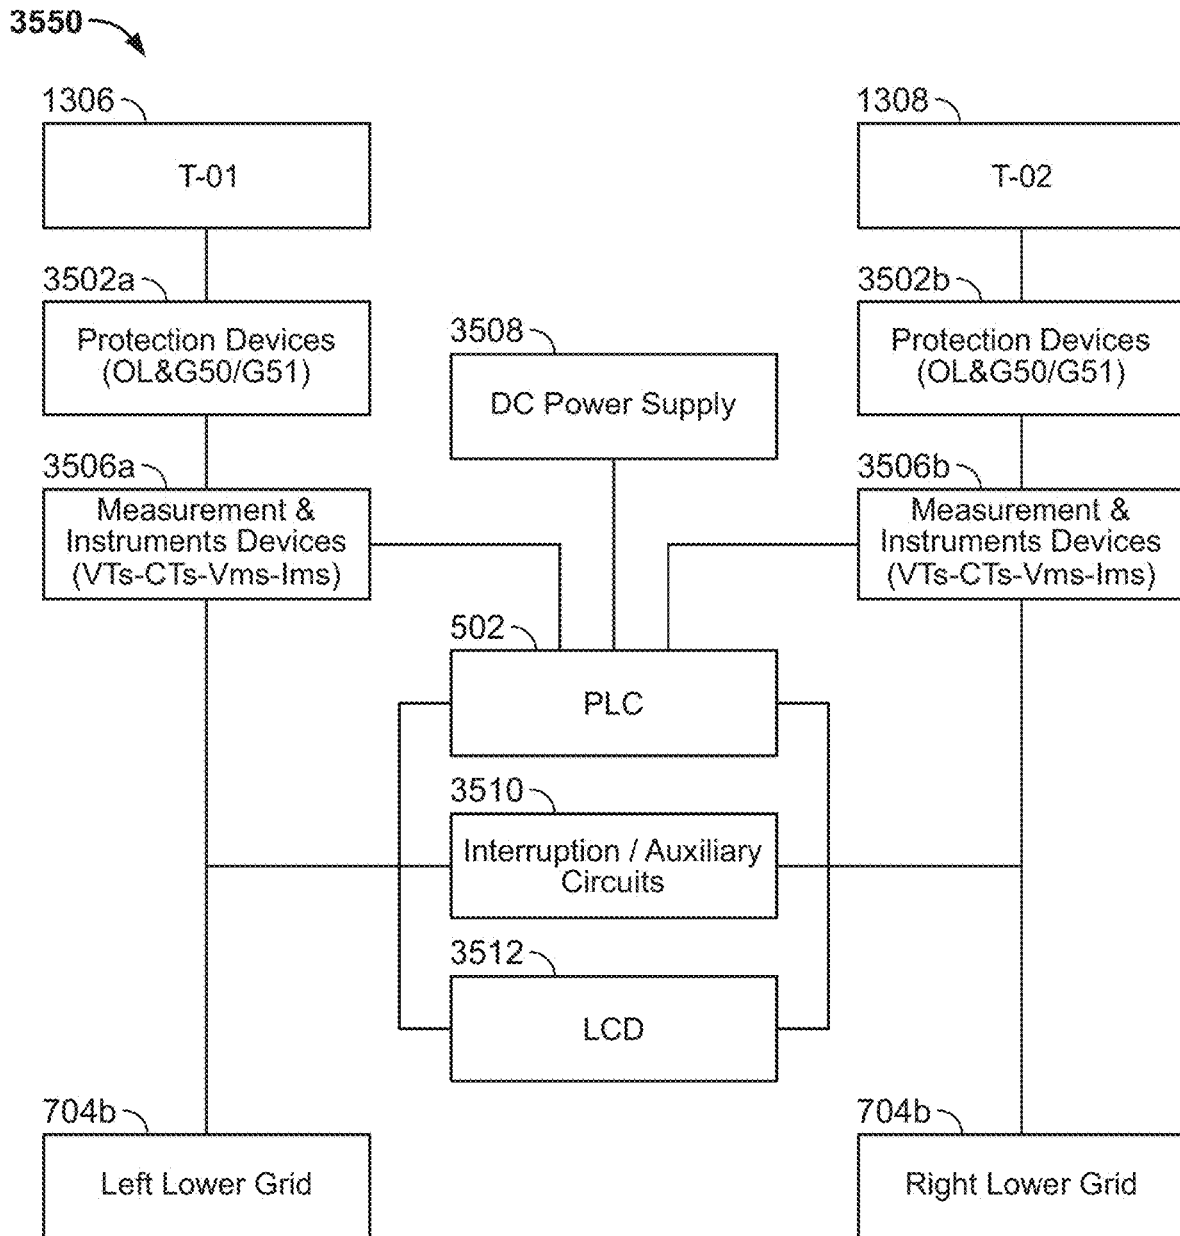 3550
1306
T-01
1308
T-02
3502a
Protection Devices
(OL&G50/G51)
3502b
Protection Devices
(OL&G50/G51)
3508
DC Power Supply
3506a
Measurement &
Instruments Devices
(VTs-CTs-Vms-Ims)
3506b
Measurement &
Instruments Devices
(VTs-CTs-Vms-Ims)
502
PLC
3510
Interruption / Auxiliary
Circuits
3512
LCD
704b
Left Lower Grid
704b
Right Lower Grid